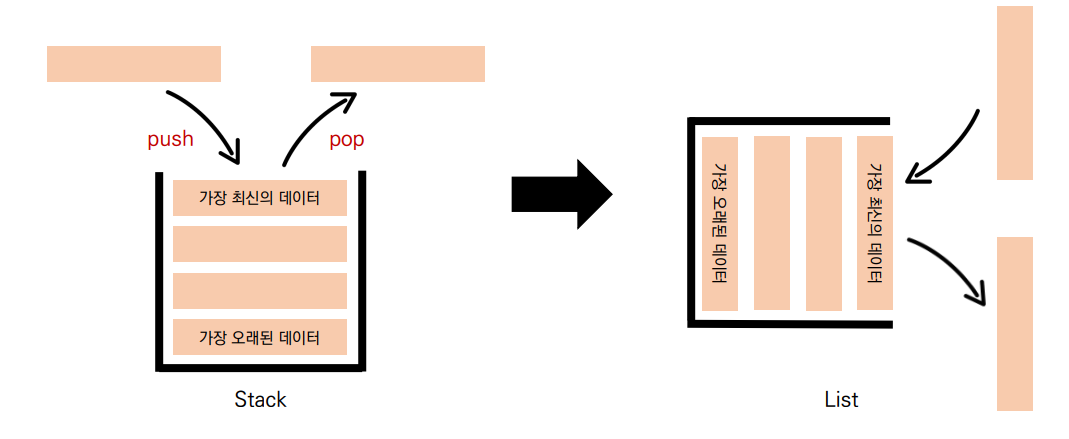 push
pop
가장 최신의 데이터
가장 오래된 데이터
Stack
가장 오래된 데이터
가장 최신의 데이터
List